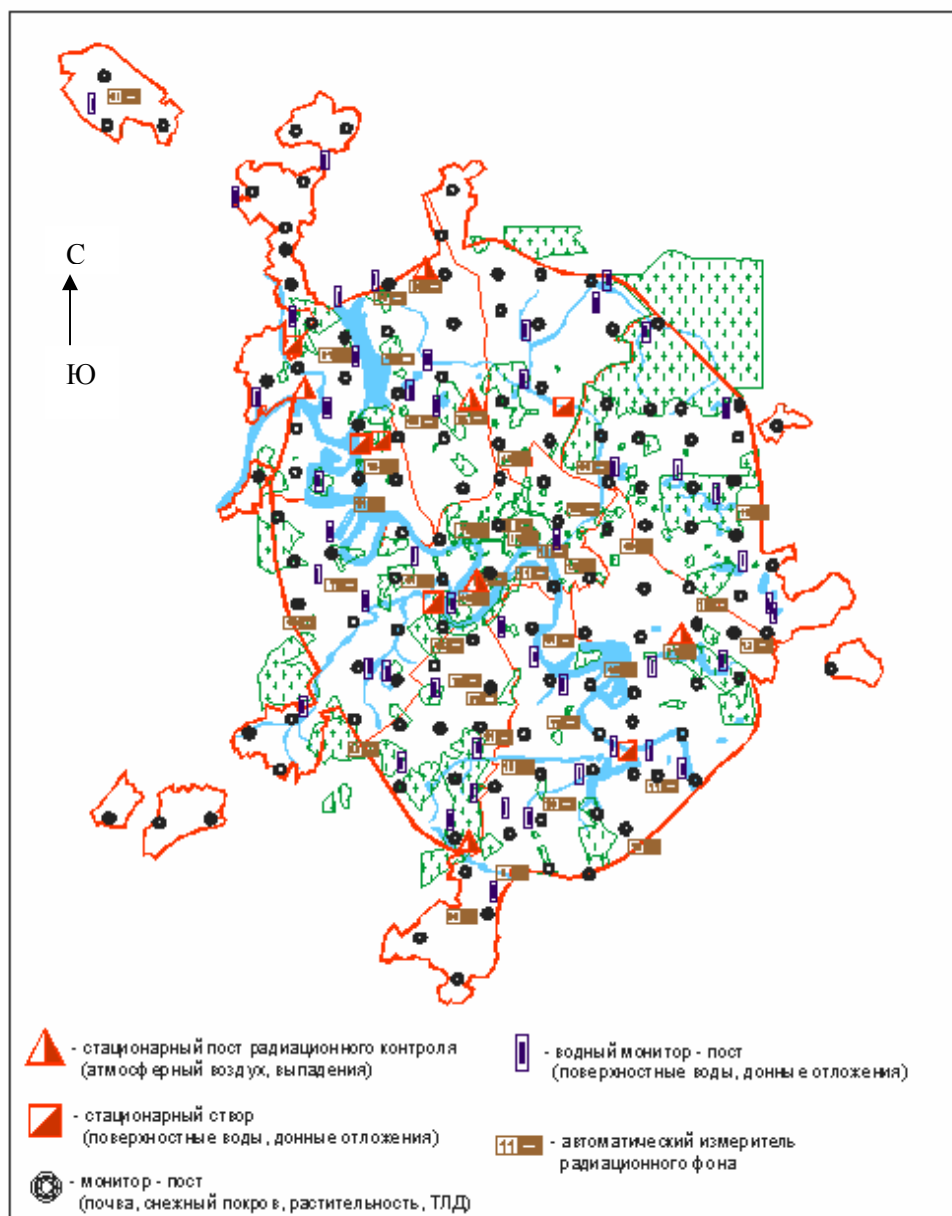 С
Ю
- стационарный пост радиационного контроля
(атмосферный воздух, выпадения)
- стационарный створ
(поверхностные воды, донные отложения)
- монитор - пост
(почва, снежный покров, растительность, ТЛД)
- водный монитор - пост
(поверхностные воды, донные отложения)
11 - автоматический измеритель
радиационного фона